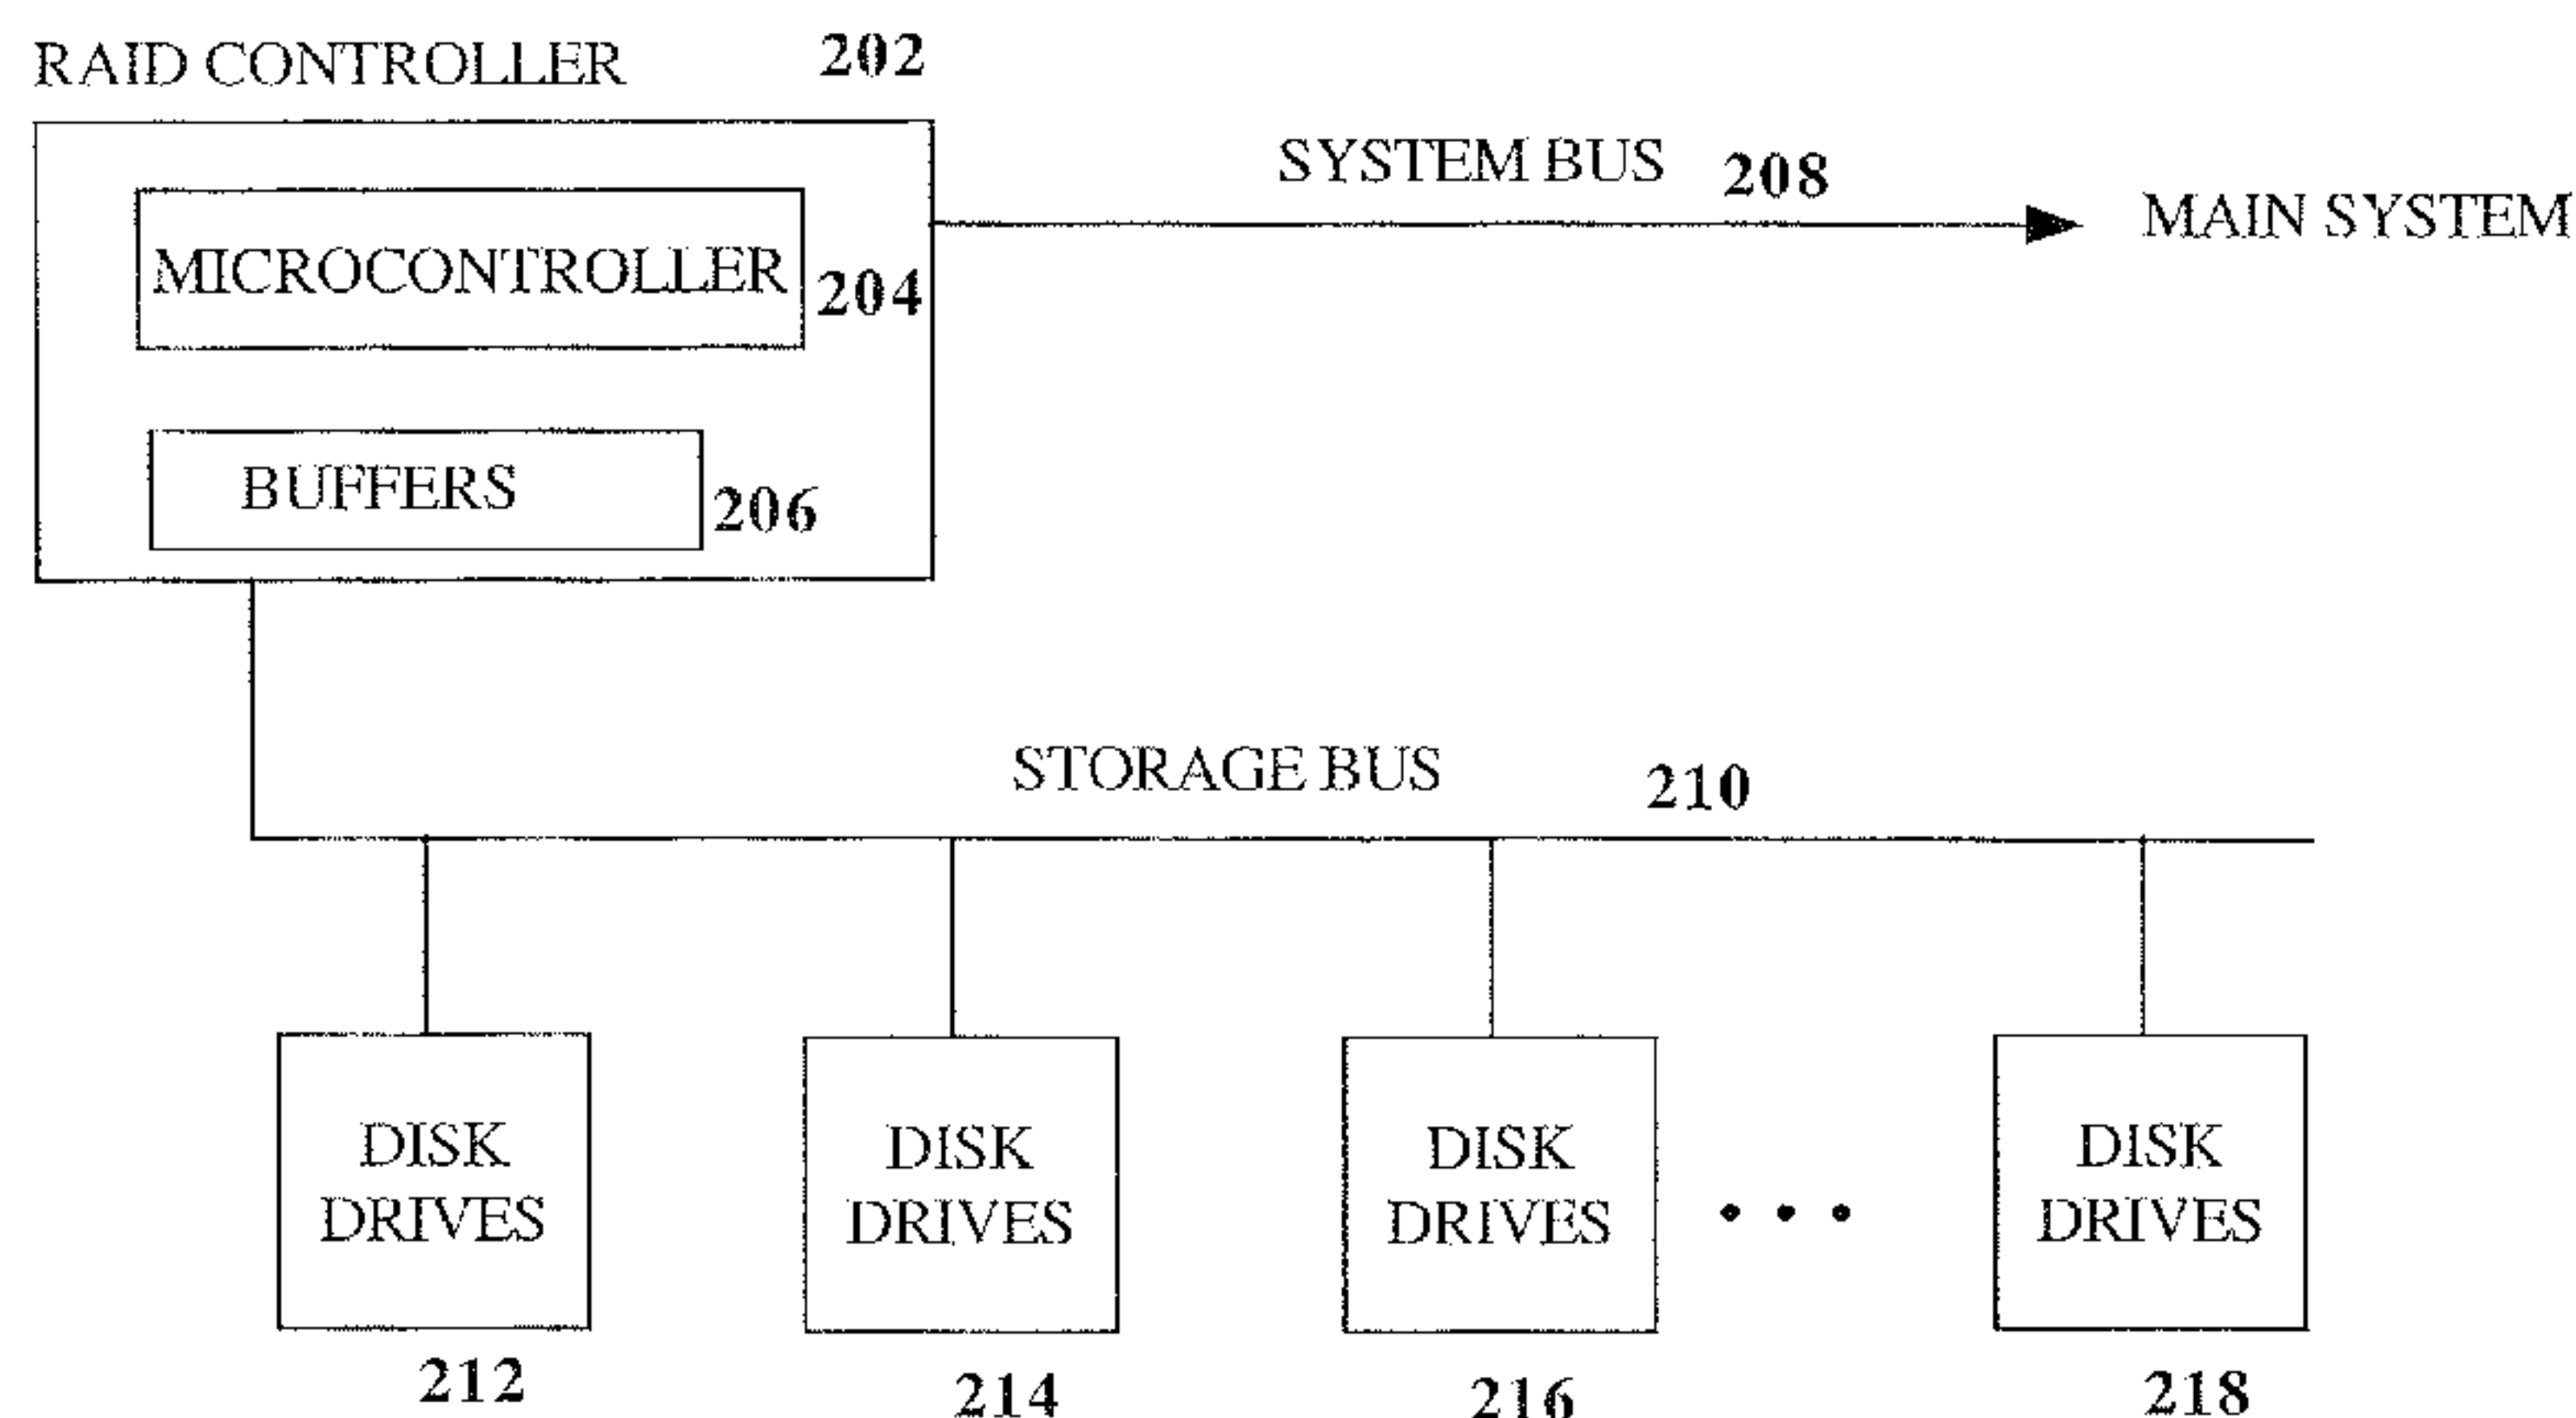 RAID CONTROLLER 202
SYSTEM BUS 208
MAIN SYSTEM
MICROCONTROLLER 204
BUFFERS 206
STORAGE BUS 210
DISK
DRIVES
212
DISK
DRIVES
214
DISK
DRIVES
216
• • •
DISK
DRIVES
218